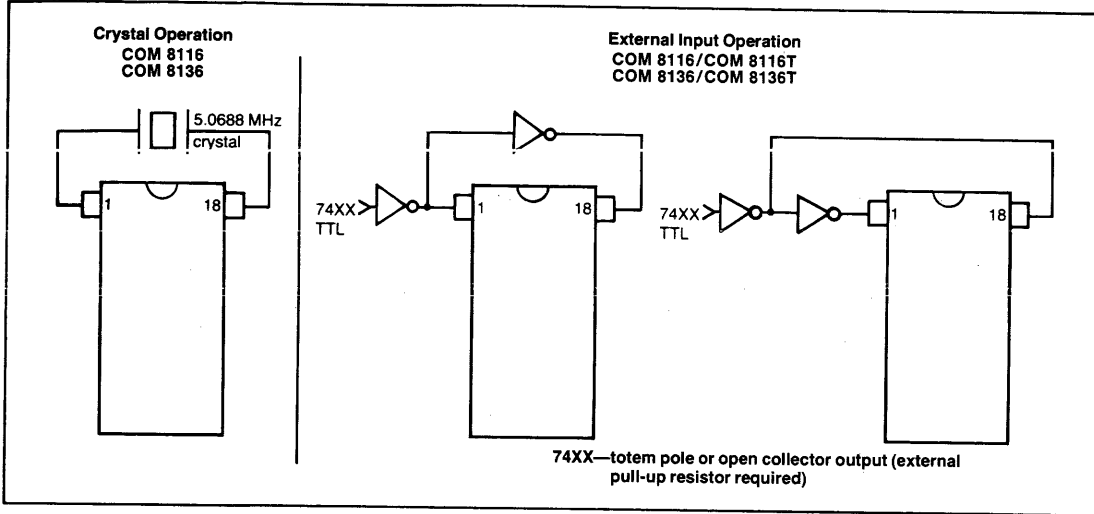 Crystal Operation
COM 8116
COM 8136
5.0688 MHz
crystal
1
18
External Input Operation
COM 8116/COM 8116T
COM 8136/COM 8136T
74XX
TTL
1
18
74XX
TTL
1
18
74XX—totem pole or open collector output (external
pull-up resistor required)